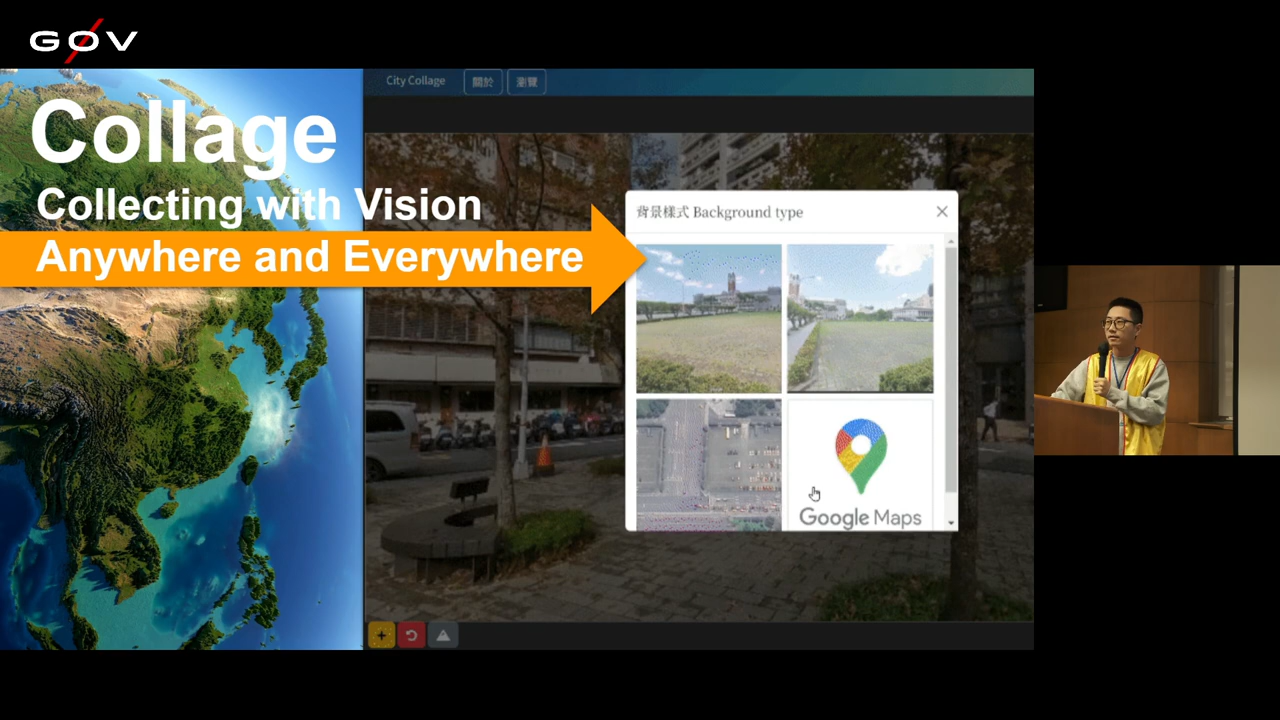 GØV
City Collage 關於 瀏覽
Collage
Collecting with Vision
Anywhere and Everywhere
背景樣式 Background type
Google Maps